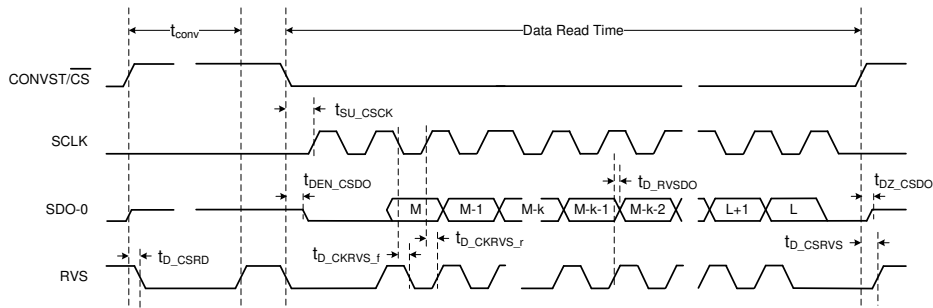 t_conv
Data Read Time
CONVST/C̅S̅
t_SU_CSCK
SCLK
t_DEN_CSDO
t_D_RVSDO
t_DZ_CSDO
SDO-0
M
M-1
M-k
M-k-1
M-k-2
L+1
L
t_D_CSRD
t_D_CKRVS_f
t_D_CKRVS_r
t_D_CSRVS
RVS